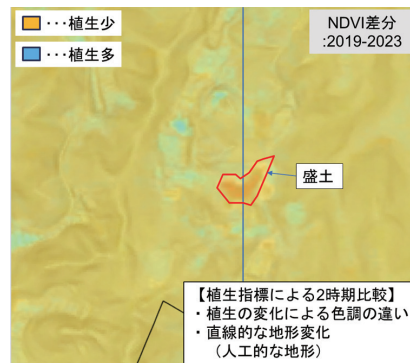 ・・・植生少
・・・植生多
NDVI差分
:2019-2023
盛土
【植生指標による2時期比較】
・植生の変化による色調の違い
・直線的な地形変化
（人工的な地形）